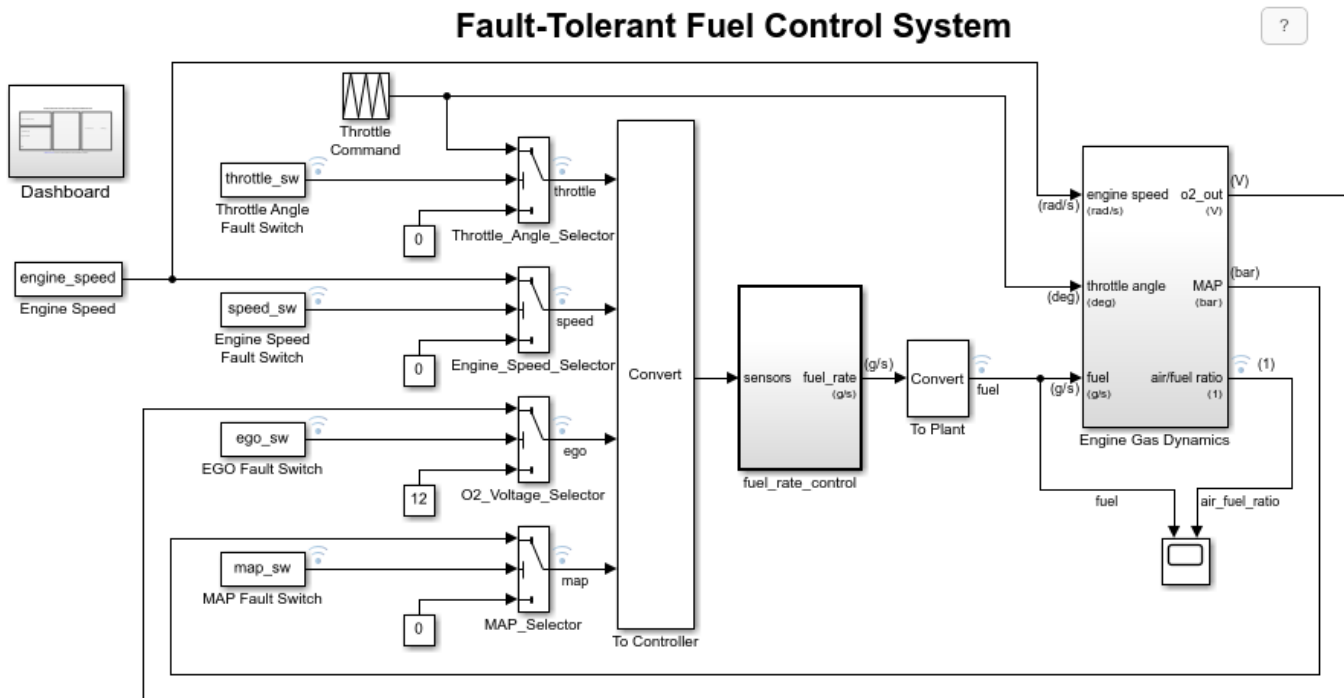 Fault-Tolerant Fuel Control System
?
Dashboard
Throttle
Command
throttle_sw
Throttle Angle
Fault Switch
0
throttle
Throttle_Angle_Selector
engine_speed
Engine Speed
speed_sw
Engine Speed
Fault Switch
0
speed
Engine_Speed_Selector
ego_sw
EGO Fault Switch
12
ego
O2_Voltage_Selector
map_sw
MAP Fault Switch
0
map
MAP_Selector
Convert
To Controller
sensors
fuel_rate
(g/s)
fuel_rate_control
(g/s)
Convert
To Plant
fuel
(rad/s)
(deg)
(g/s)
engine speed
(rad/s)
o2_out
(V)
throttle angle
(deg)
MAP
(bar)
fuel
(g/s)
air/fuel ratio
(1)
Engine Gas Dynamics
(V)
(bar)
(1)
fuel
air_fuel_ratio